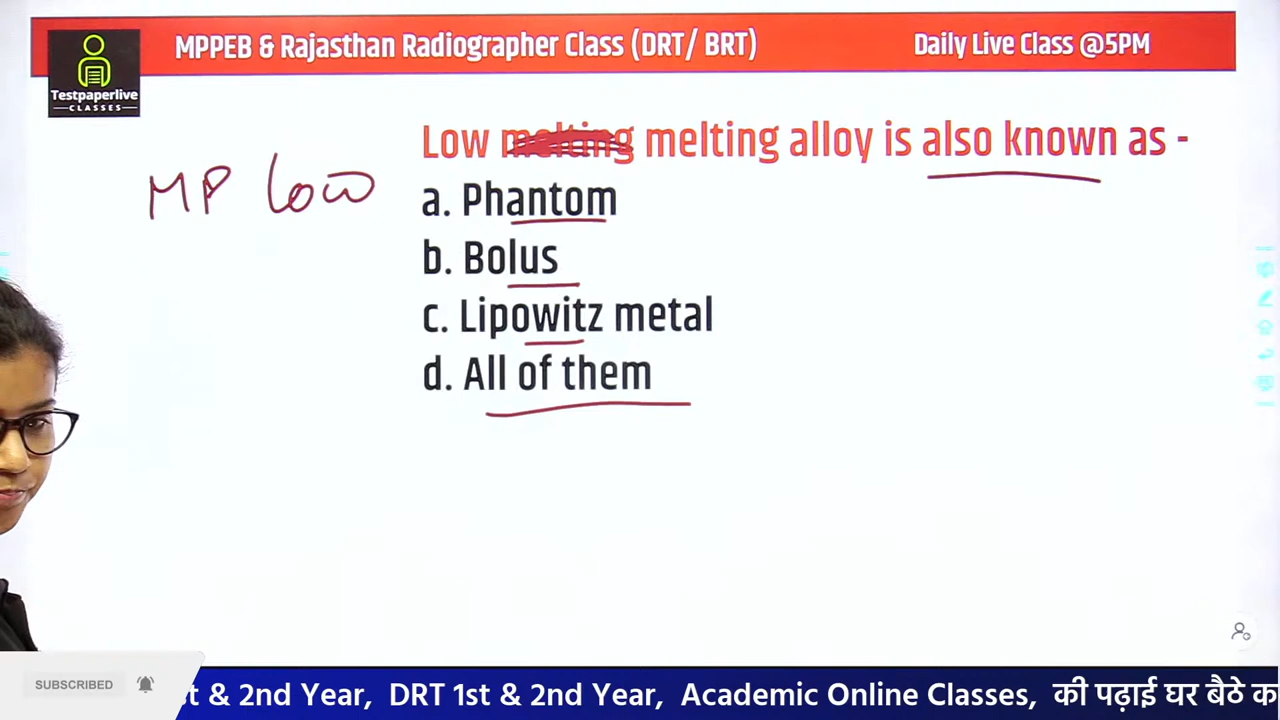 MPPEB & Rajasthan Radiographer Class (DRT/ BRT)
Daily Live Class @5PM
Testpaperlive
CLASSES
Low melting melting alloy is also known as -
MP low
a. Phantom
b. Bolus
c. Lipowitz metal
d. All of them
SUBSCRIBED
& 2nd Year, DRT 1st & 2nd Year, Academic Online Classes, की पढ़ाई घर बैठे